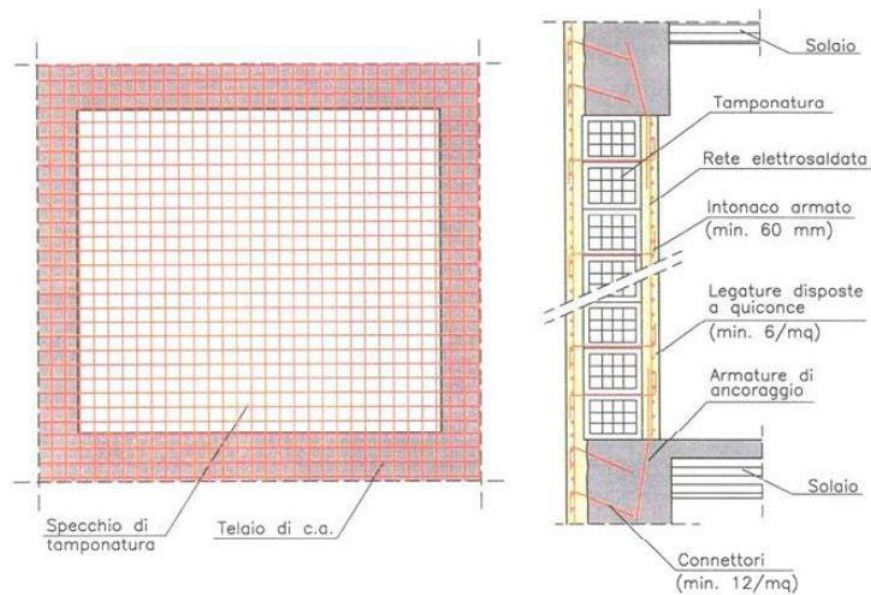 Specchio di
tamponatura
Telaio di c.a.
Solaio
Tamponatura
Rete elettrosaldata
Intonaco armato
(min. 60 mm)
Legature disposte
a quiconce
(min. 6/mq)
Armature di
ancoraggio
Solaio
Connettori
(min. 12/mq)